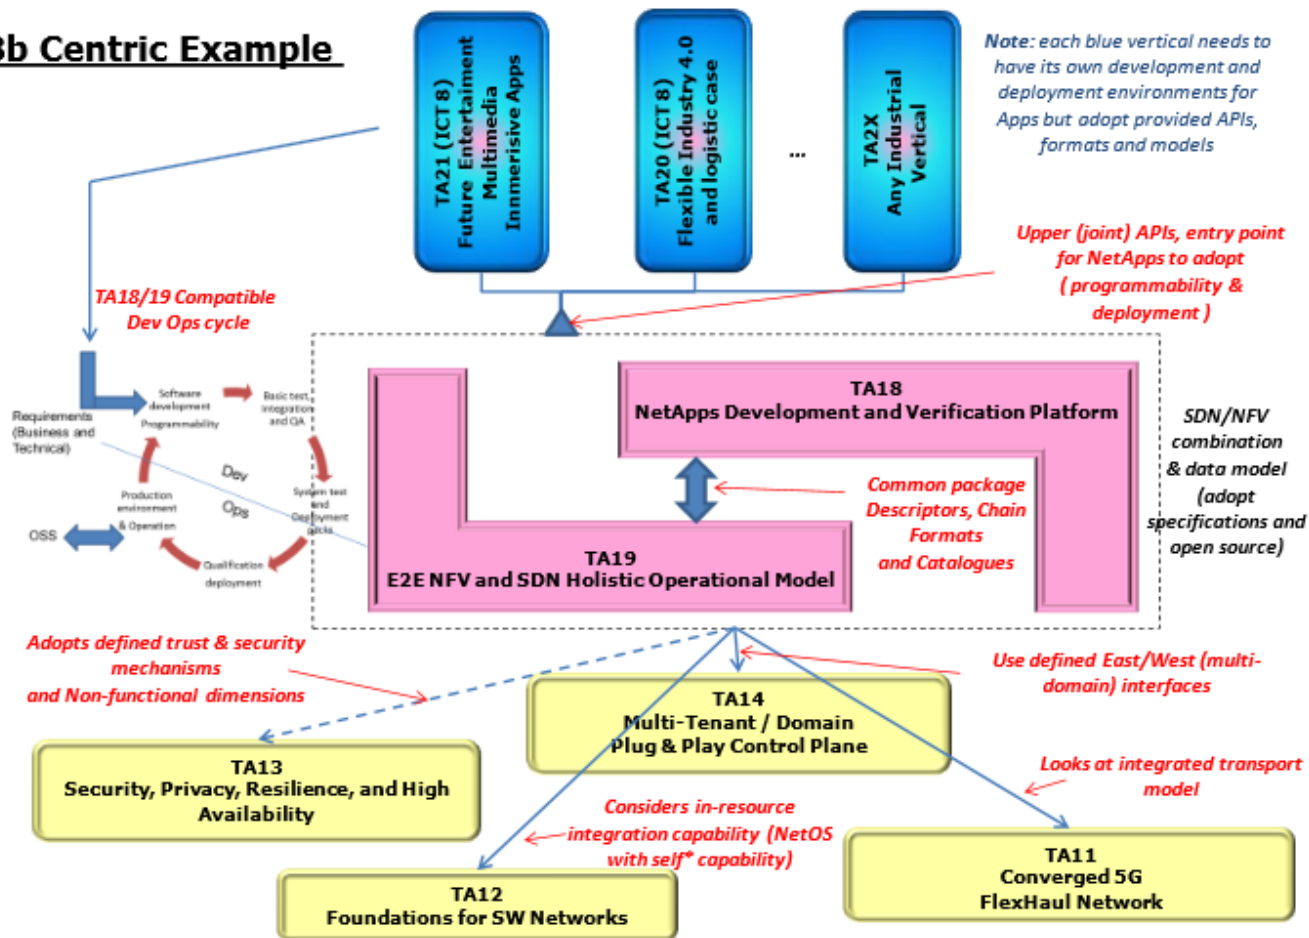 3b Centric Example
TA21 (ICT 8)
Future Entertaiment
Multimedia
Innmerisive Apps
TA20 (ICT 8)
Flexible Industry 4.0
and logistic case
...
TA2X
Any Industrial
Vertical
Note: each blue vertical needs to
have its own development and
deployment environments for
Apps but adopt provided APIs,
formats and models
Upper (joint) APIs, entry point
for NetApps to adopt
( programmability &
deployment )
TA18/19 Compatible
Dev Ops cycle
Requirements
(Business and
Technical)
Software
development
Programmability
Basic test,
Integration
and QA
System test
and
Deployment
packs
Qualification
deployment
Production
environment
& Operation
Dev
Ops
OSS
TA18
NetApps Development and Verification Platform
Common package
Descriptors, Chain
Formats
and Catalogues
TA19
E2E NFV and SDN Holistic Operational Model
SDN/NFV
combination
& data model
(adopt
specifications and
open source)
Adopts defined trust & security
mechanisms
and Non-functional dimensions
Use defined East/West (multi-
domain) interfaces
TA14
Multi-Tenant / Domain
Plug & Play Control Plane
TA13
Security, Privacy, Resilience, and High
Availability
Looks at integrated transport
model
Considers in-resource
integration capability (NetOS
with self* capability)
TA12
Foundations for SW Networks
TA11
Converged 5G
FlexHaul Network